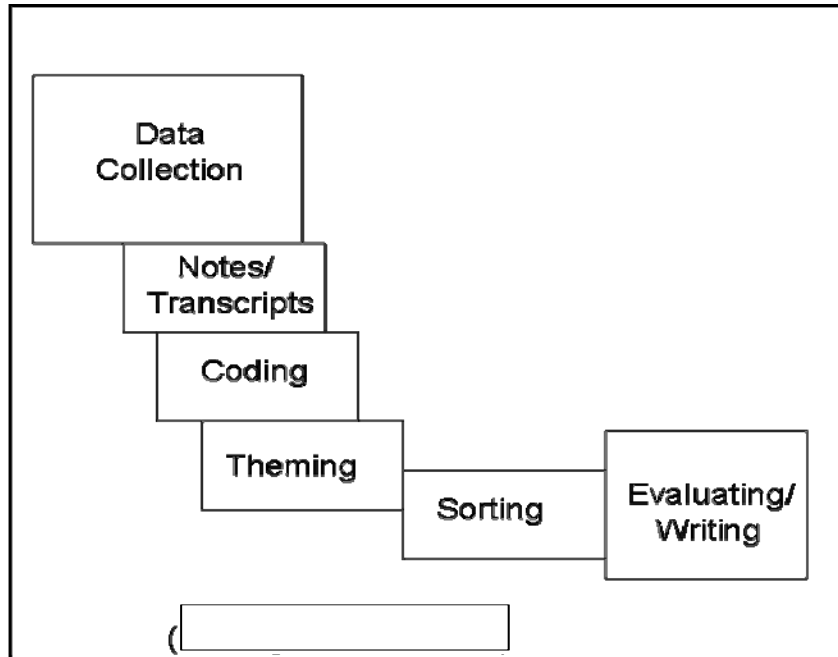 Data
Collection
Notes/
Transcripts
Coding
Theming
Sorting
Evaluating/
Writing
(